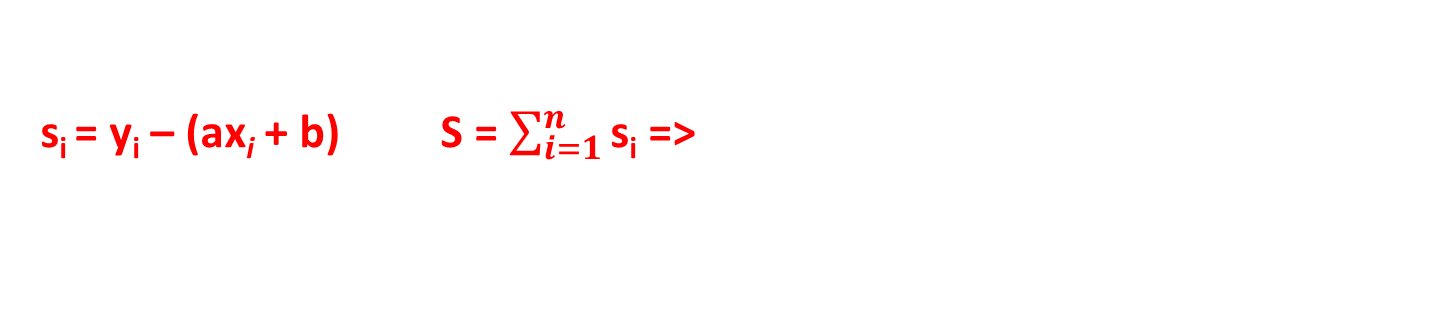 sᵢ = yᵢ – (axᵢ + b) S = ∑ⁿᵢ₌₁ sᵢ =>